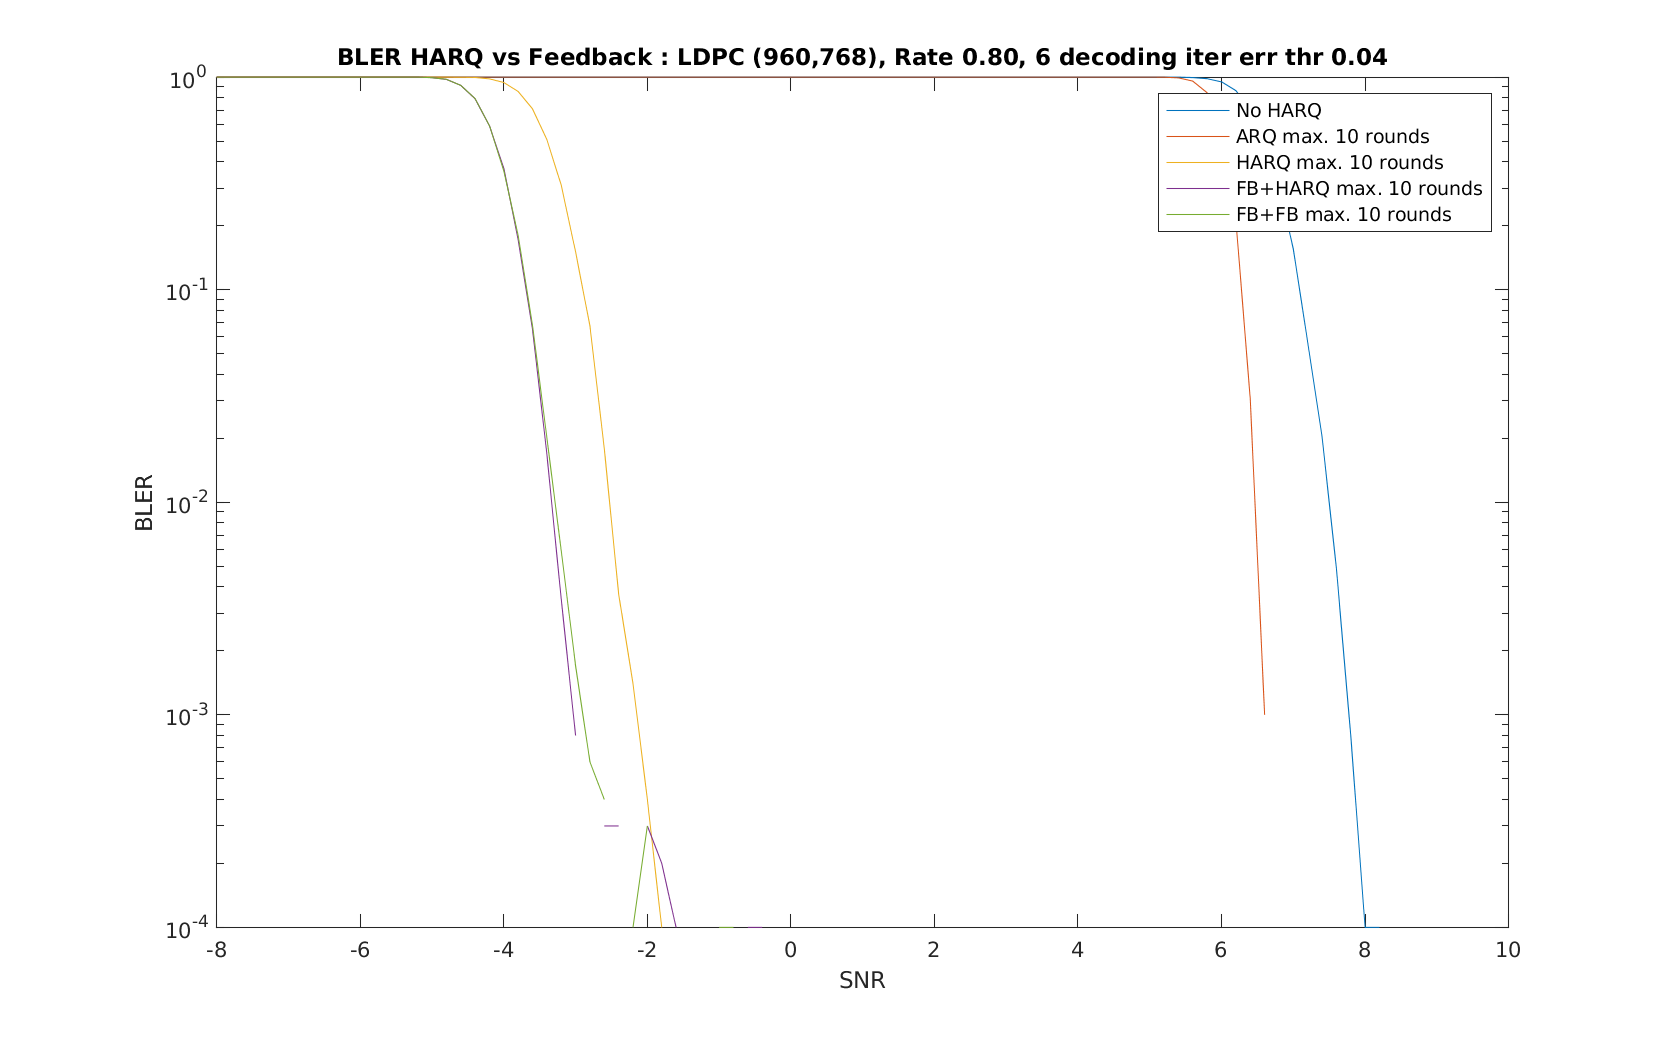 BLER HARQ vs Feedback : LDPC (960,768), Rate 0.80, 6 decoding iter err thr 0.04
10^0
No HARQ
ARQ max. 10 rounds
HARQ max. 10 rounds
FB+HARQ max. 10 rounds
FB+FB max. 10 rounds
10^-1
BLER
10^-2
10^-3
10^-4
-8 -6 -4 -2 0 2 4 6 8 10
SNR